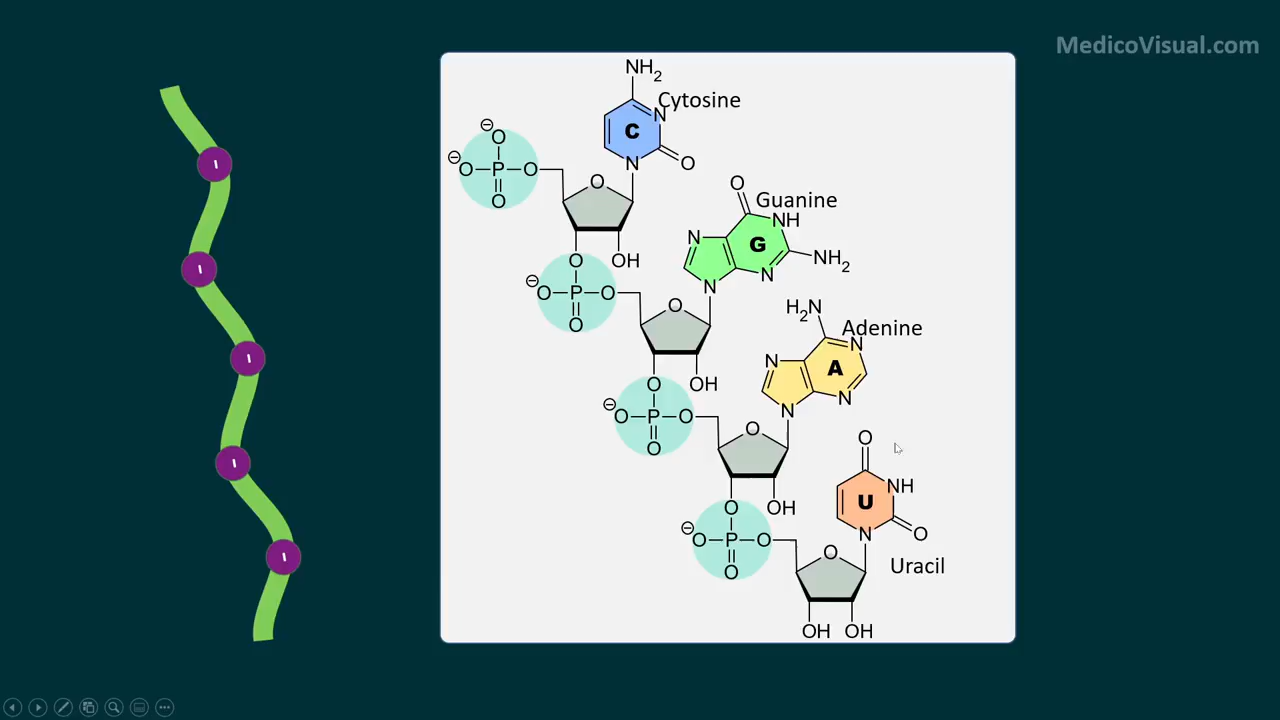 MedicoVisual.com
NH2
Cytosine
N
C
O
N
⊖
O
⊖
O P O
O
O
OH
O
Guanine
NH
N
G
NH2
N
N
O
⊖
O P O
O
O
OH
H2N
Adenine
N
N
A
N
N
O
⊖
O P O
O
O
OH
O
NH
U
O
N
Uracil
O
⊖
O P O
O
O
OH OH
I
I
I
I
I